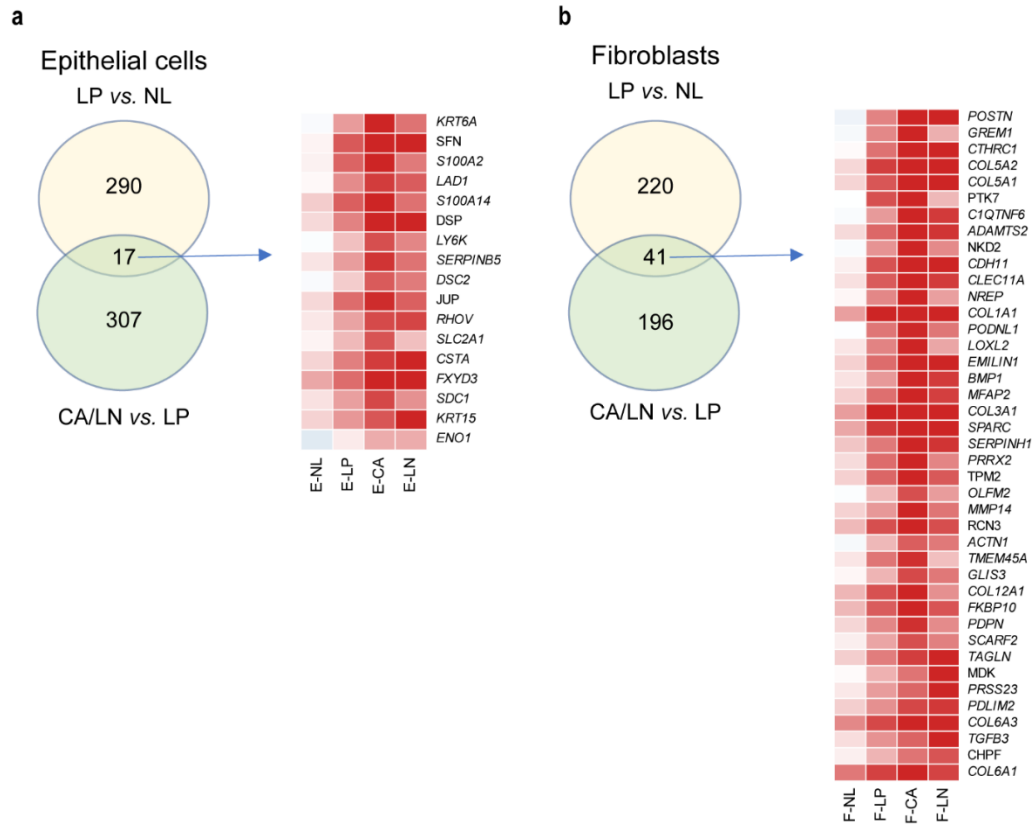 a
Epithelial cells
LP vs. NL
290
17
307
CA/LN vs. LP
KRT6A
SFN
S100A2
LAD1
S100A14
DSP
LY6K
SERPINB5
DSC2
JUP
RHOV
SLC2A1
CSTA
FXYD3
SDC1
KRT15
ENO1
E-NL
E-LP
E-CA
E-LN
b
Fibroblasts
LP vs. NL
220
41
196
CA/LN vs. LP
POSTN
GREM1
CTHRC1
COL5A2
COL5A1
PTK7
C1QTNF6
ADAMTS2
NKD2
CDH11
CLEC11A
NREP
COL1A1
PODNL1
LOXL2
EMILIN1
BMP1
MFAP2
COL3A1
SPARC
SERPINH1
PRRX2
TPM2
OLFM2
MMP14
RCN3
ACTN1
TMEM45A
GLIS3
COL12A1
FKBP10
PDPN
SCARF2
TAGLN
MDK
PRSS23
PDLIM2
COL6A3
TGFB3
CHPF
COL6A1
F-NL
F-LP
F-CA
F-LN